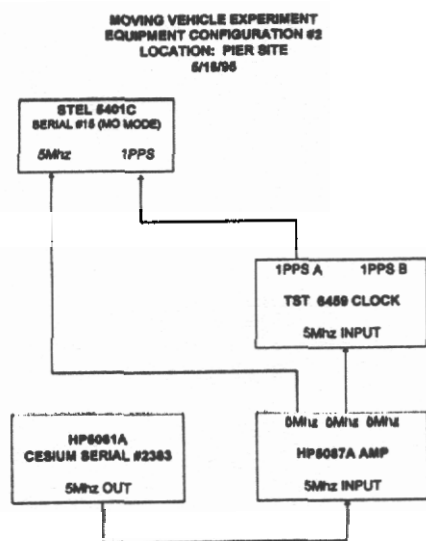 MOVING VEHICLE EXPERIMENT
EQUIPMENT CONFIGURATION #2
LOCATION: PIER SITE
5/15/95
STEL 5401C
SERIAL #15 (MO MODE)
5Mhz 1PPS
1PPS A 1PPS B
TST 6459 CLOCK
5Mhz INPUT
5Mhz 5Mhz 5Mhz
HP5087A AMP
5Mhz INPUT
HP5061A
CESIUM SERIAL #2383
5Mhz OUT